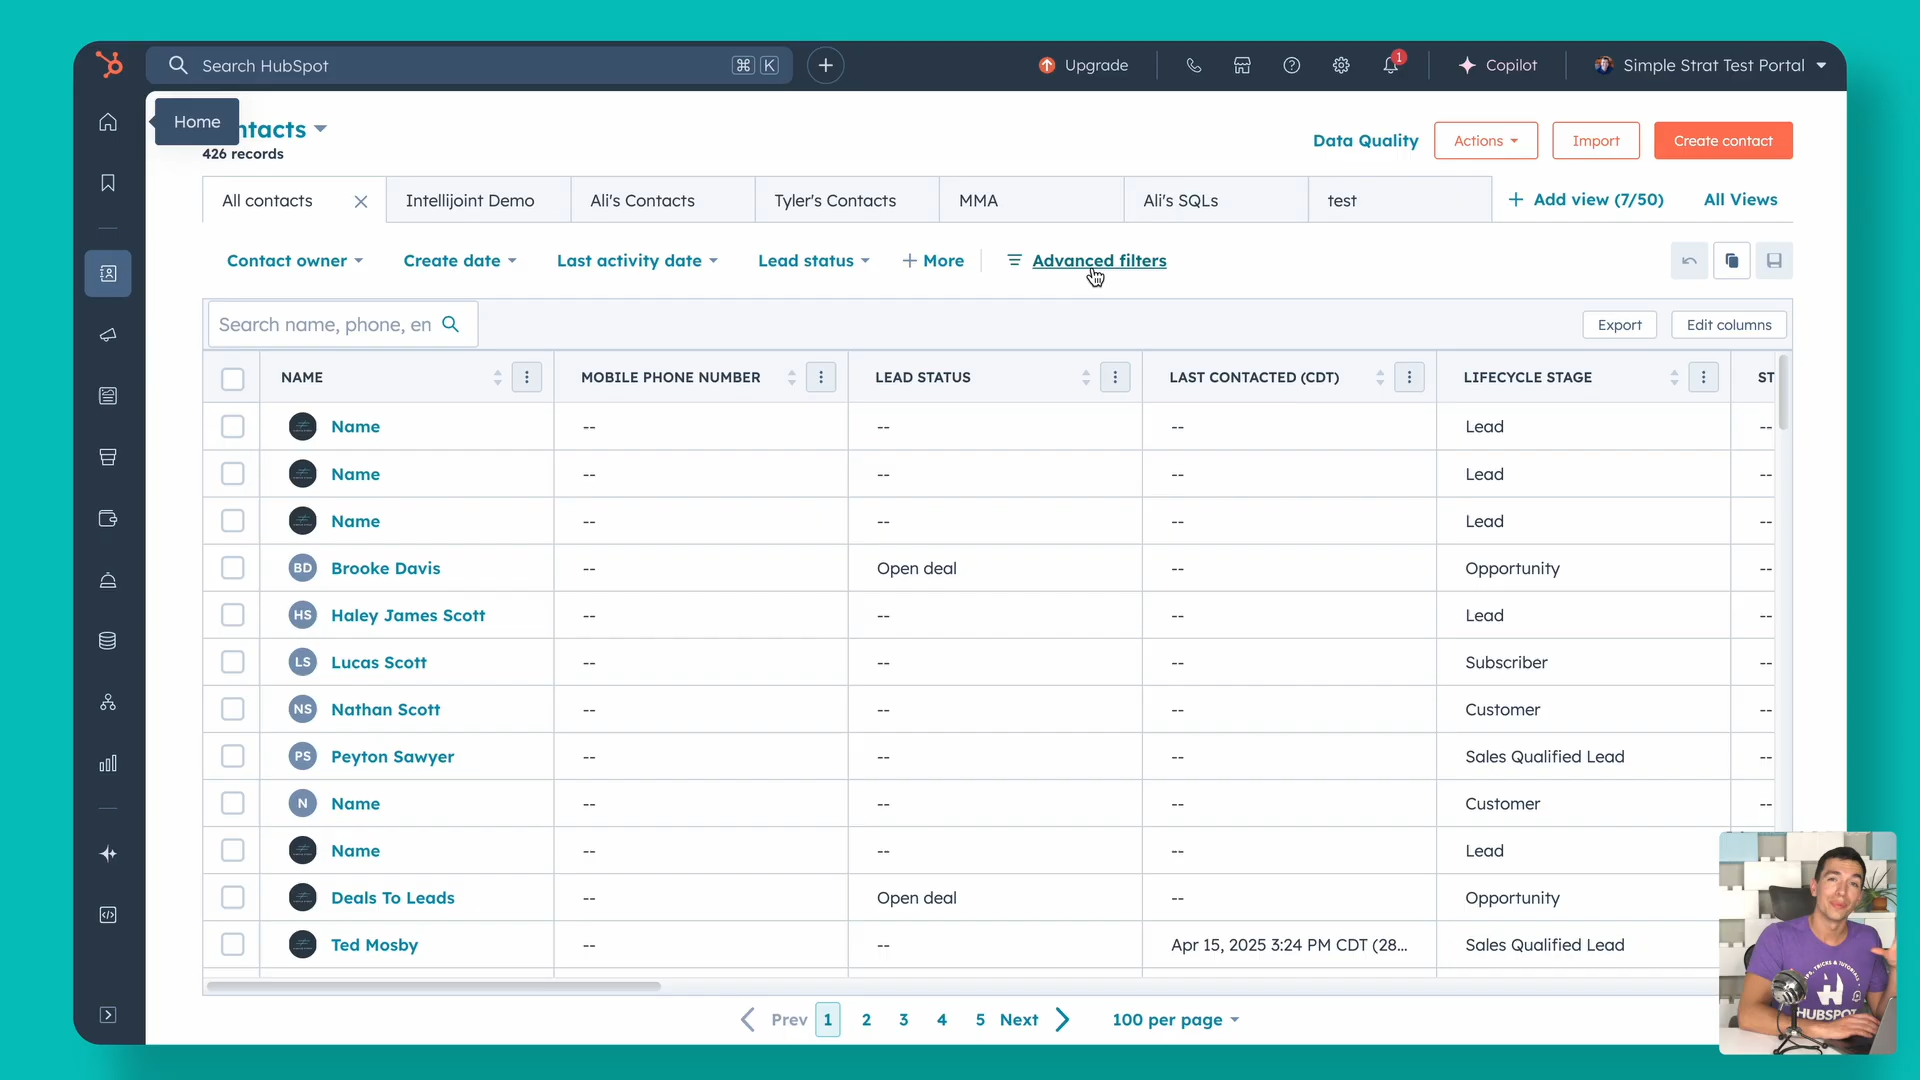 Search HubSpot
⌘ K
Upgrade
1
Copilot
Simple Strat Test Portal
Home
ntacts
426 records
Data Quality
Actions
Import
Create contact
All contacts
Intellijoint Demo
Ali's Contacts
Tyler's Contacts
MMA
Ali's SQLs
test
+ Add view (7/50)
All Views
Contact owner
Create date
Last activity date
Lead status
+ More
Advanced filters
Search name, phone, en
Export
Edit columns
NAME MOBILE PHONE NUMBER LEAD STATUS LAST CONTACTED (CDT) LIFECYCLE STAGE ST
Name -- -- -- Lead --
Name -- -- -- Lead --
Name -- -- -- Lead --
BD Brooke Davis -- Open deal -- Opportunity --
HS Haley James Scott -- -- -- Lead --
LS Lucas Scott -- -- -- Subscriber --
NS Nathan Scott -- -- -- Customer --
PS Peyton Sawyer -- -- -- Sales Qualified Lead --
N Name -- -- -- Customer --
Name -- -- -- Lead
Deals To Leads -- Open deal -- Opportunity
Ted Mosby -- -- Apr 15, 2025 3:24 PM CDT (28... Sales Qualified Lead
Prev 1 2 3 4 5 Next
100 per page
TRICKS & TUTORIALS
HUBSPOT